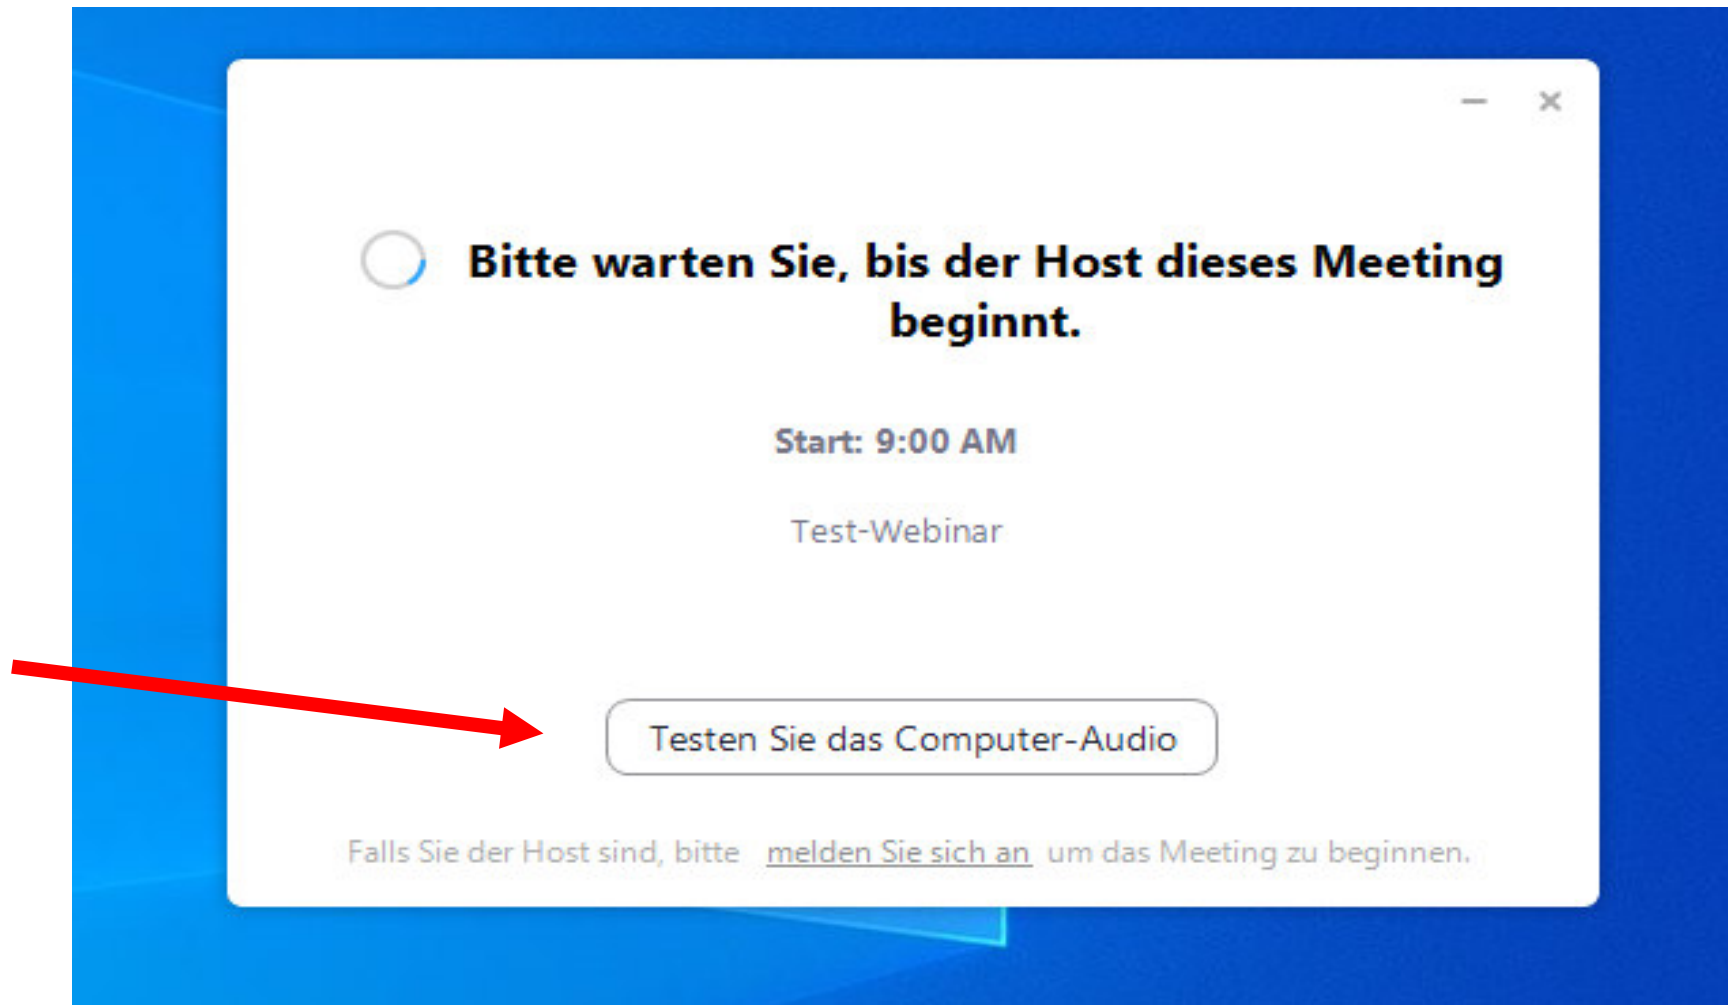 Bitte warten Sie, bis der Host dieses Meeting
beginnt.
Start: 9:00 AM
Test-Webinar
Testen Sie das Computer-Audio
Falls Sie der Host sind, bitte melden Sie sich an um das Meeting zu beginnen.